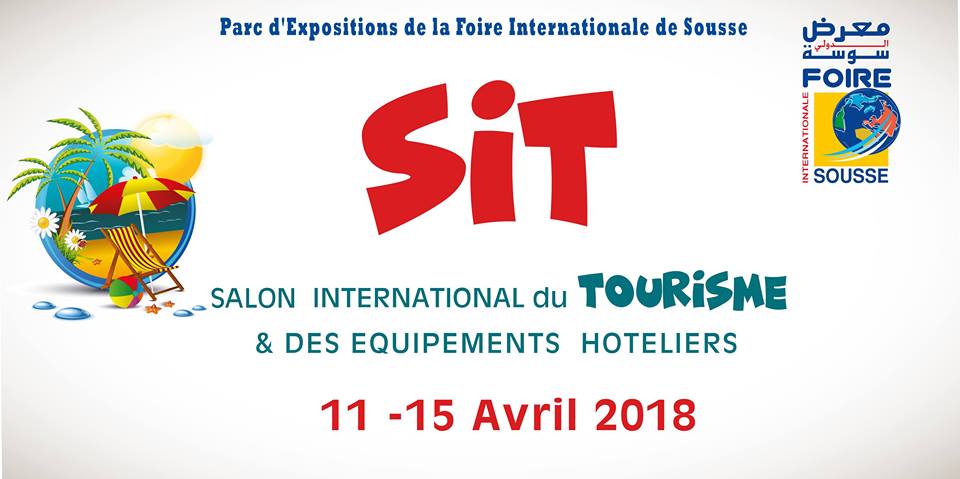 Parc d'Expositions de la Foire Internationale de Sousse
SiT
SALON INTERNATIONAL du TOURiSME
& DES EQUIPEMENTS HOTELIERS
11 -15 Avril 2018
معرض
الدولي
سوسة
FOIRE
INTERNATIONALE
SOUSSE